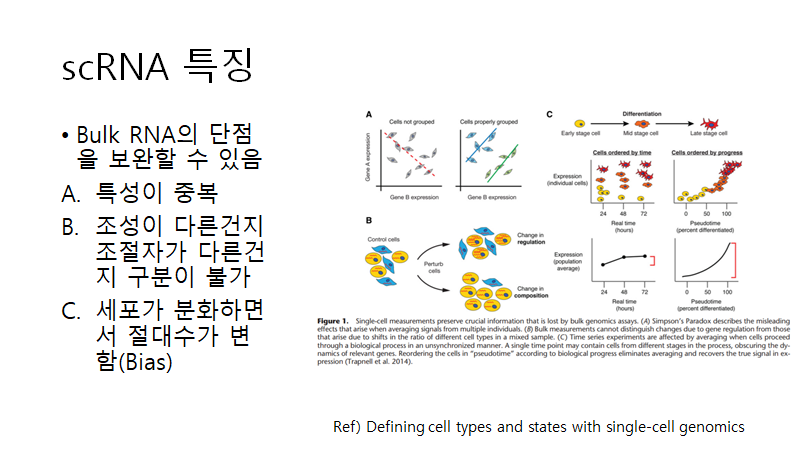 scRNA 특징
• Bulk RNA의 단점
을 보완할 수 있음
A. 특성이 중복
B. 조성이 다른건지
조절자가 다른건
지 구분이 불가
C. 세포가 분화하면
서 절대수가 변
함(Bias)
A
Cells not grouped
Cells properly grouped
Gene A expression
Gene B expression
Gene B expression
B
Control cells
Perturb
cells
Change in
regulation
Change in
composition
C
Differentiation
Early stage cell
Mid stage cell
Late stage cell
Cells ordered by time
Cells ordered by progress
Expression
(individual cells)
24 48 72
Real time
(hours)
0 50 100
Pseudotime
(percent differentiated)
Expression
(population
average)
24 48 72
Real time
(hours)
0 50 100
Pseudotime
(percent differentiated)
Figure 1. Single-cell measurements preserve crucial information that is lost by bulk genomics assays. (A) Simpson's Paradox describes the misleading
effects that arise when averaging signals from multiple individuals. (B) Bulk measurements cannot distinguish changes due to gene regulation from those
that arise due to shifts in the ratio of different cell types in a mixed sample. (C) Time series experiments are affected by averaging when cells proceed
through a biological process in an unsynchronized manner. A single time point may contain cells from different stages in the process, obscuring the dy-
namics of relevant genes. Reordering the cells in "pseudotime" according to biological progress eliminates averaging and recovers the true signal in ex-
pression (Trapnell et al. 2014).
Ref) Defining cell types and states with single-cell genomics